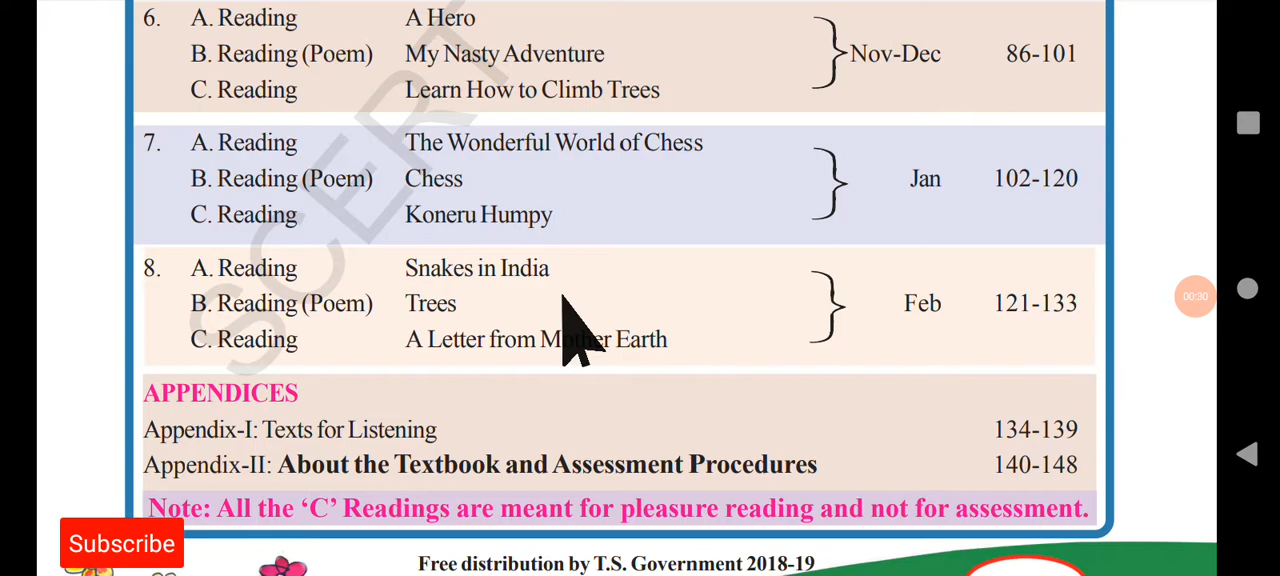 6. A. Reading A Hero
B. Reading (Poem) My Nasty Adventure Nov-Dec 86-101
C. Reading Learn How to Climb Trees
7. A. Reading The Wonderful World of Chess
B. Reading (Poem) Chess Jan 102-120
C. Reading Koneru Humpy
8. A. Reading Snakes in India
B. Reading (Poem) Trees Feb 121-133
C. Reading A Letter from Mother Earth
APPENDICES
Appendix-I: Texts for Listening 134-139
Appendix-II: About the Textbook and Assessment Procedures 140-148
Note: All the ‘C’ Readings are meant for pleasure reading and not for assessment.
Free distribution by T.S. Government 2018-19
SCERT
Subscribe
00:30